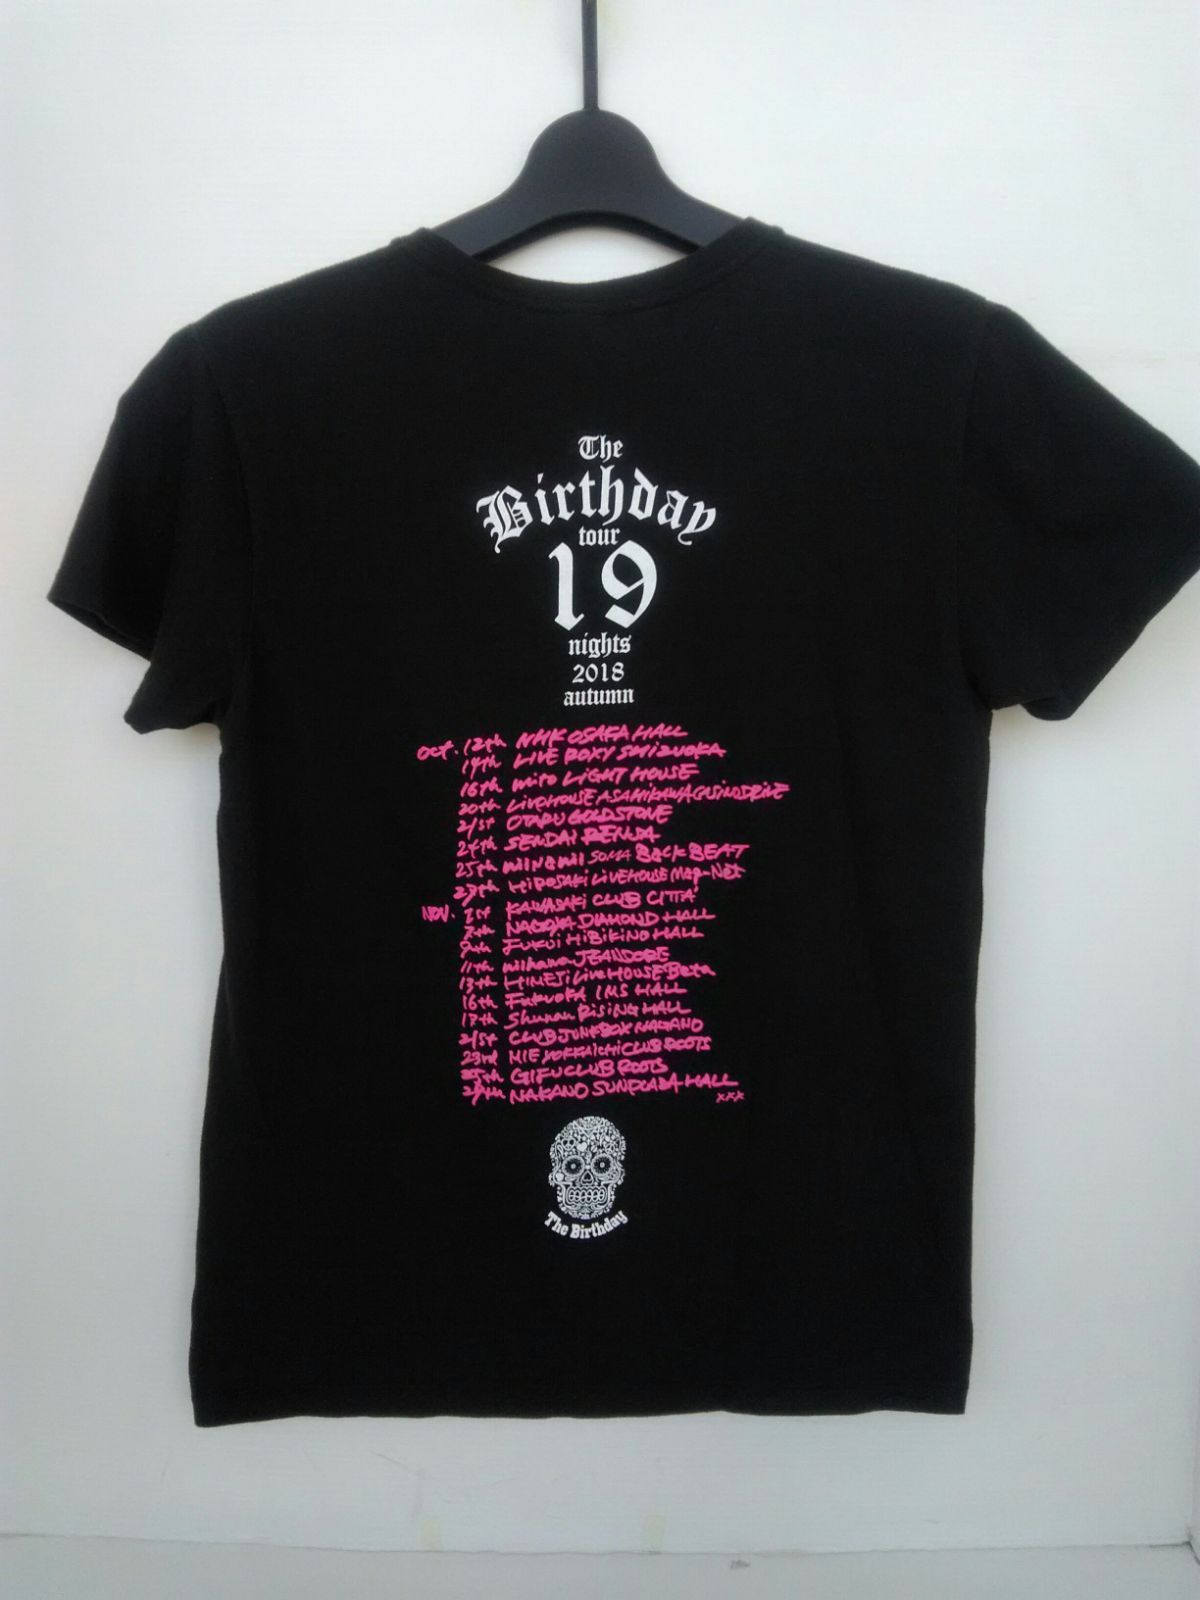 The
Birthday
tour
19
nights
2018
autumn
Oct. 12th NHK OSAKA HALL
14th LIVE ROXY SHIZUOKA
16th mito LIGHT HOUSE
20th LiveHOUSE ASAHIKAWA CASINO DRIVE
21st OTARU GOLDSTONE
24th SENDAI RENSA
25th minami soma BACK BEAT
27th HIROSAKI LIVEHOUSE Mag-Net
NOV. 1st KAWASAKI CLUB CITTA'
NAGOYA DIAMOND HALL
9th FUKUI HIBIKINO HALL
11th mihama JEANDORE
13th HIMEJI LiveHOUSE Beta
16th Fukuoka IMS HALL
17th Shunan RISING HALL
21st CLUB JUNK BOX NAGANO
23rd MIE YOKKAICHI CLUB ROOTS
GIFU CLUB ROOTS
NAKANO SUNPLAZA HALL
xxx
The Birthday